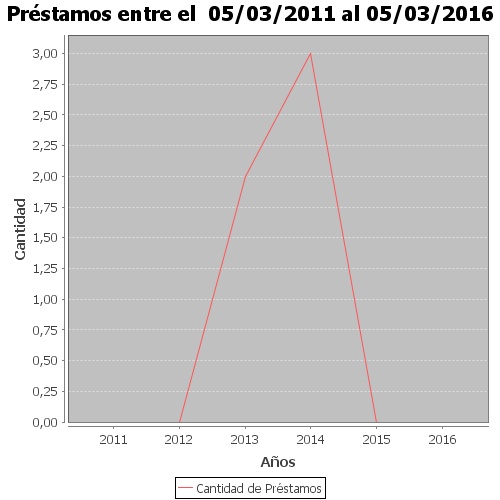 Préstamos entre el  05/03/2011 al 05/03/2016
3,00
2,75
2,50
2,25
2,00
1,75
1,50
1,25
1,00
0,75
0,50
0,25
0,00
Cantidad
2011 2012 2013 2014 2015 2016
Años
Cantidad de Préstamos